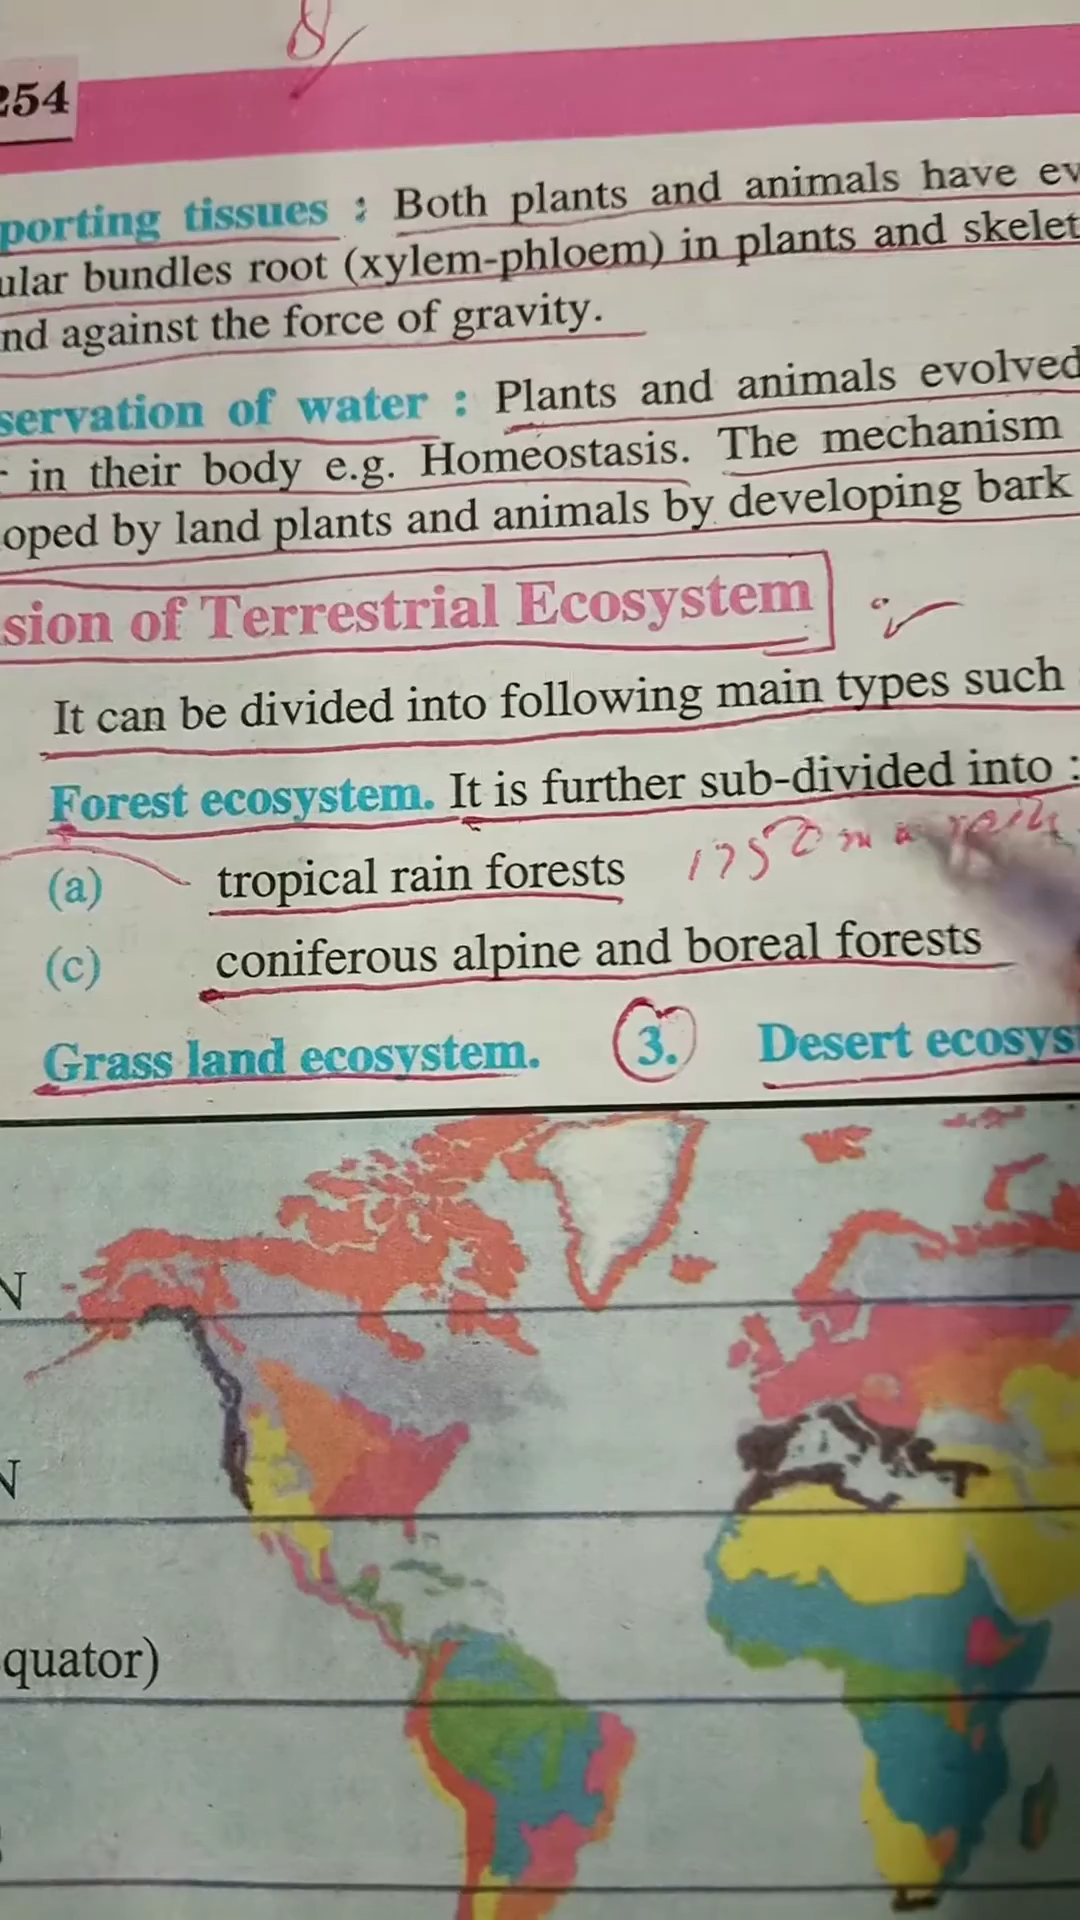 254
porting tissues : Both plants and animals have ev
ular bundles root (xylem-phloem) in plants and skelet
nd against the force of gravity.
servation of water : Plants and animals evolved
in their body e.g. Homeostasis. The mechanism
oped by land plants and animals by developing bark
sion of Terrestrial Ecosystem
It can be divided into following main types such
Forest ecosystem. It is further sub-divided into :
(a) tropical rain forests
(c) coniferous alpine and boreal forests
Grass land ecosystem. 3. Desert ecosys
N
N
quator)